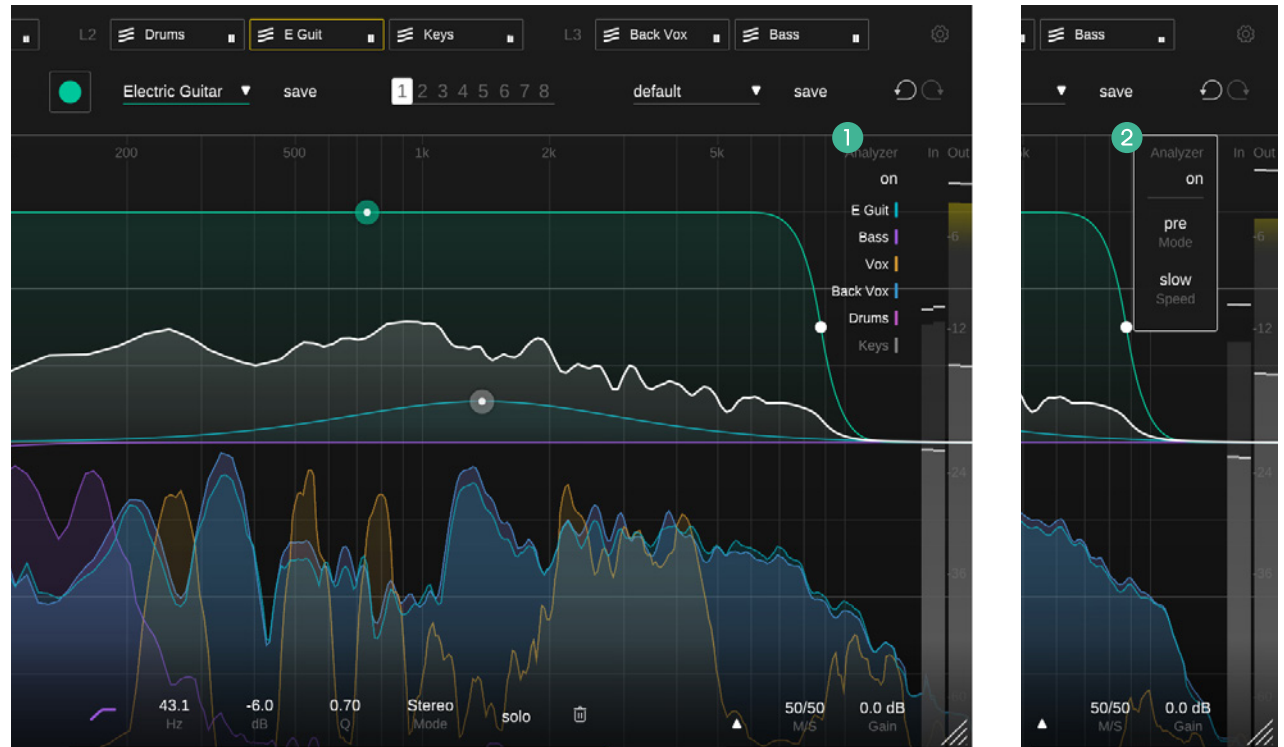 L2 Drums E Guit Keys L3 Back Vox Bass
Electric Guitar save 1 2 3 4 5 6 7 8 default save
1
200 500 1k 2k 5k Analyzer In Out
on
E Guit
-6
Bass
Vox
Back Vox
Drums
-12
Keys
-24
-36
43.1 -6.0 0.70 Stereo solo 50/50 0.0 dB
Hz dB Q Mode M/S Gain
Bass
save
2
k Analyzer In Out
on
pre
Mode
-6
slow
Speed
-12
-24
-36
50/50 0.0 dB
M/S Gain